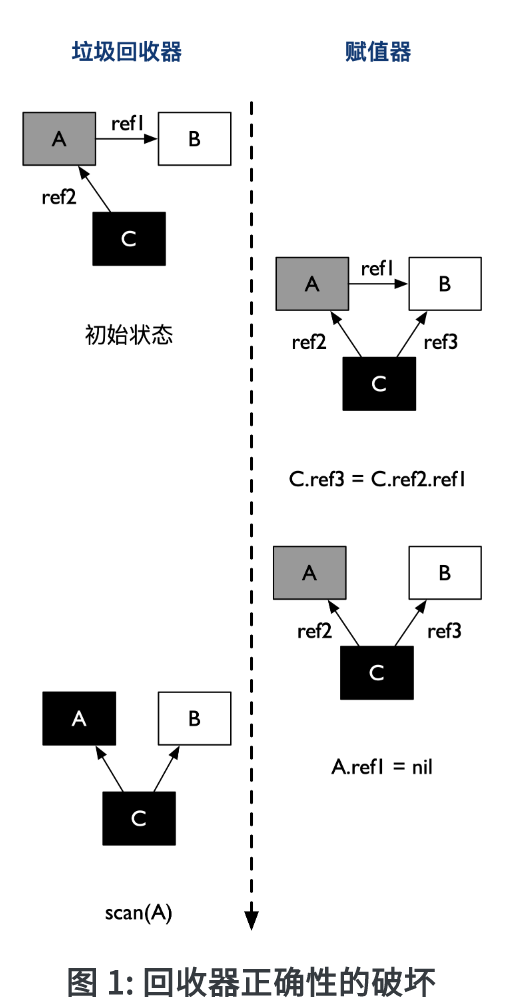 垃圾回收器
赋值器
A
ref1
B
ref2
C
初始状态
A
ref1
B
ref2
ref3
C
C.ref3 = C.ref2.ref1
A
B
ref2
ref3
C
A.ref1 = nil
A
B
C
scan(A)
图 1: 回收器正确性的破坏